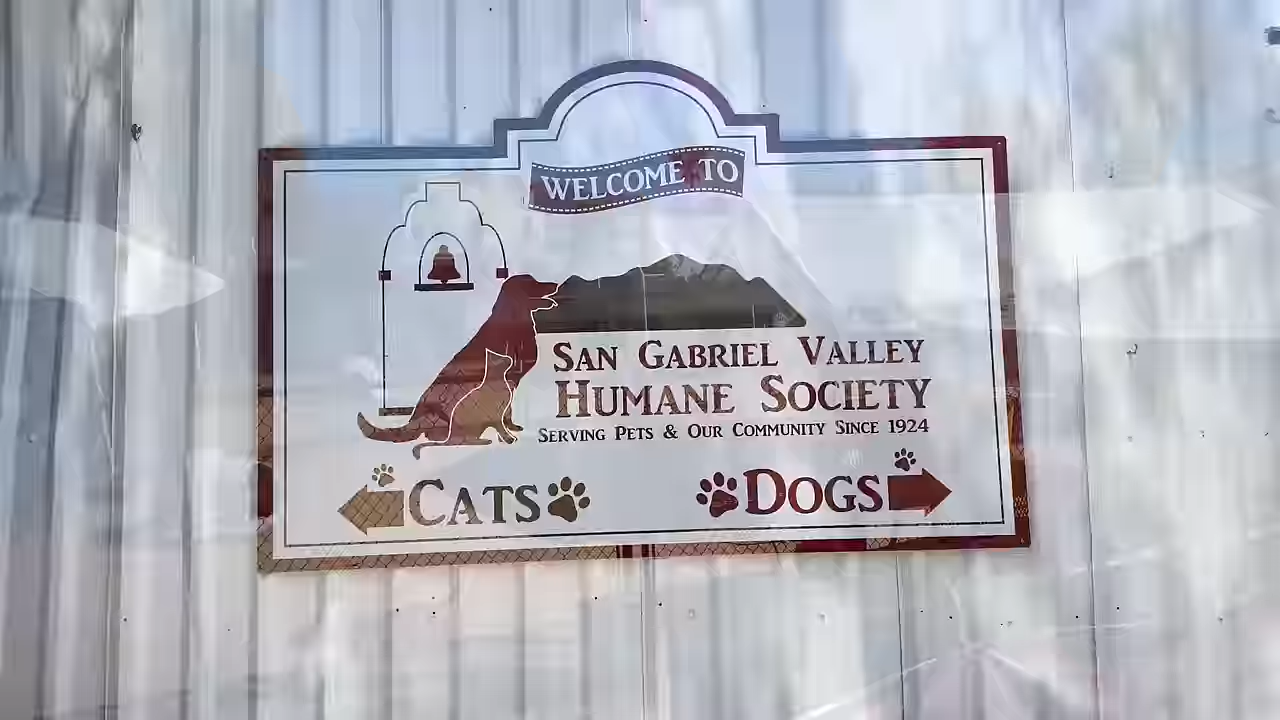 WELCOME TO
SAN GABRIEL VALLEY
HUMANE SOCIETY
SERVING PETS & OUR COMMUNITY SINCE 1924
CATS
DOGS